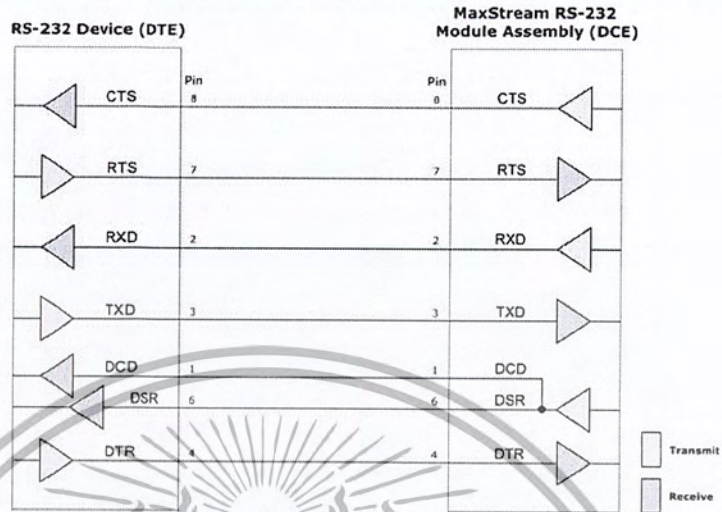 MaxStream RS-232
RS-232 Device (DTE) Module Assembly (DCE)
Pin Pin
CTS 8 8 CTS
RTS 7 7 RTS
RXD 2 2 RXD
TXD 3 3 TXD
DCD 1 1 DCD
DSR 6 6 DSR
DTR 4 4 DTR
Transmit
Receive